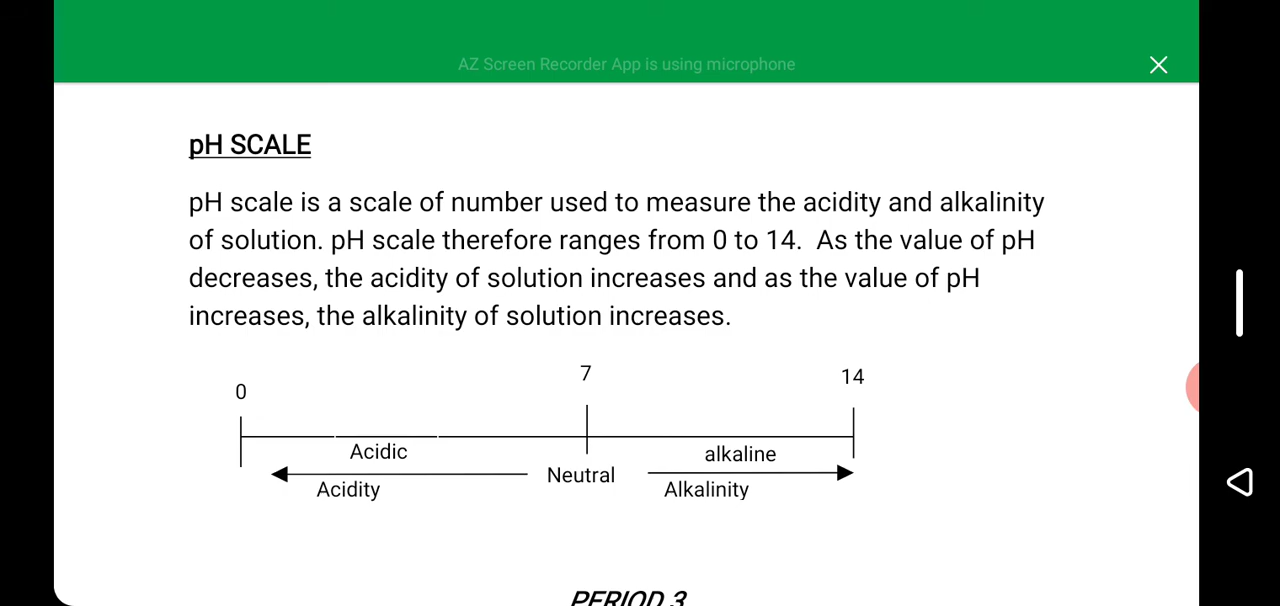 AZ Screen Recorder App is using microphone
pH SCALE
pH scale is a scale of number used to measure the acidity and alkalinity
of solution. pH scale therefore ranges from 0 to 14. As the value of pH
decreases, the acidity of solution increases and as the value of pH
increases, the alkalinity of solution increases.
0 7 14
Acidic alkaline
Neutral
Acidity Alkalinity
PERIOD 3